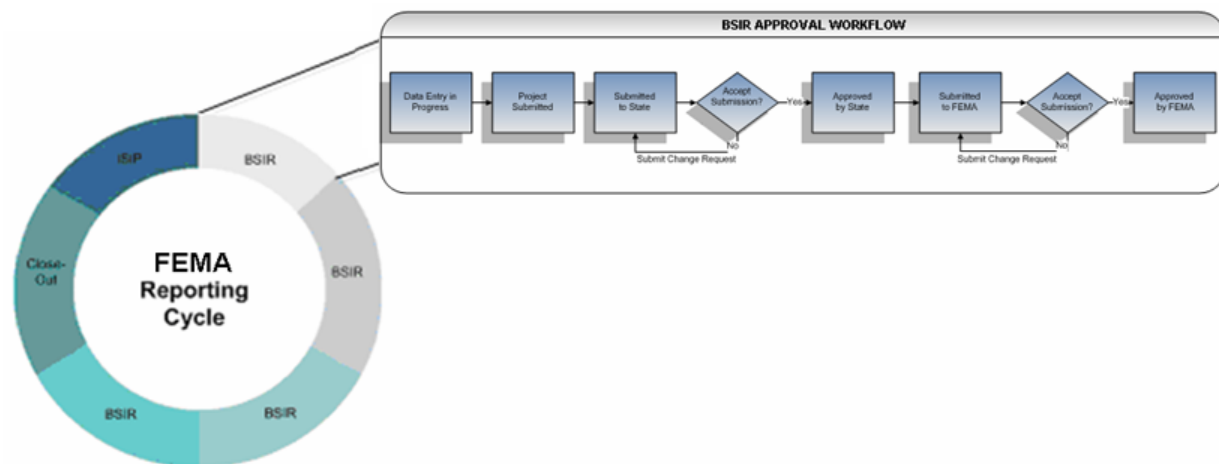 BSIR APPROVAL WORKFLOW
Data Entry in
Progress
Project
Submitted
Submitted
to State
Accept
Submission?
Yes
Approved
by State
Submitted
to FEMA
Accept
Submission?
Yes
Approved
by FEMA
No
Submit Change Request
No
Submit Change Request
ISIP
BSIR
Close-
Out
FEMA
Reporting
Cycle
BSIR
BSIR
BSIR